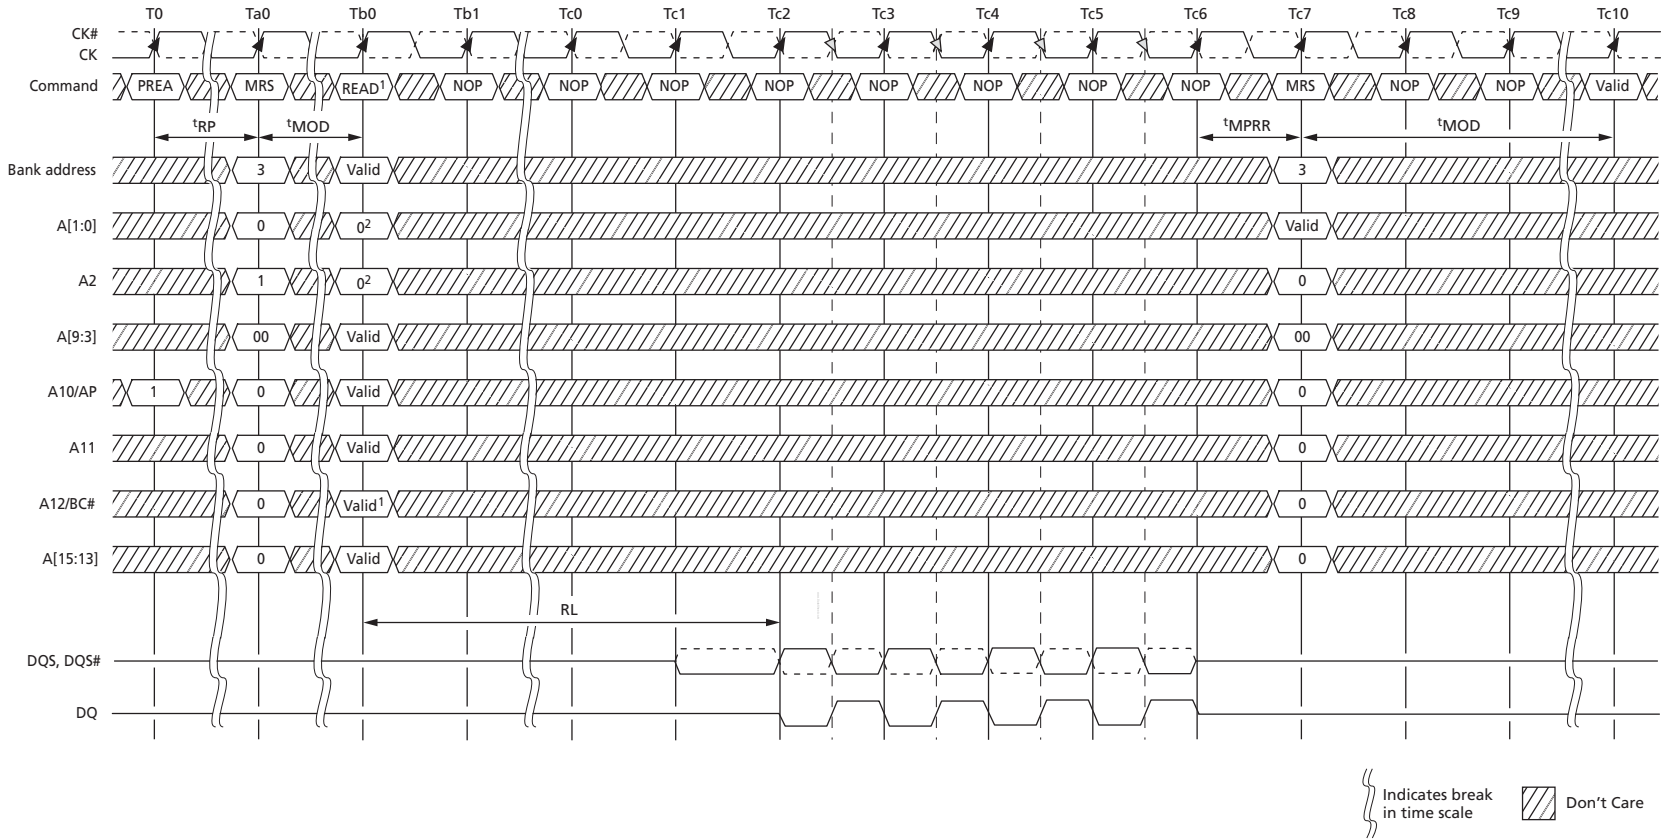 T0 Ta0 Tb0 Tb1 Tc0 Tc1 Tc2 Tc3 Tc4 Tc5 Tc6 Tc7 Tc8 Tc9 Tc10
CK#
CK
Command PREA MRS READ¹ NOP NOP NOP NOP NOP NOP NOP NOP MRS NOP NOP Valid
tRP tMOD tMPRR tMOD
Bank address 3 Valid 3
A[1:0] 0 0² Valid
A2 1 0² 0
A[9:3] 00 Valid 00
A10/AP 1 0 Valid 0
A11 0 Valid 0
A12/BC# 0 Valid¹ 0
A[15:13] 0 Valid 0
RL
DQS, DQS#
DQ
Indicates break
in time scale
Don't Care